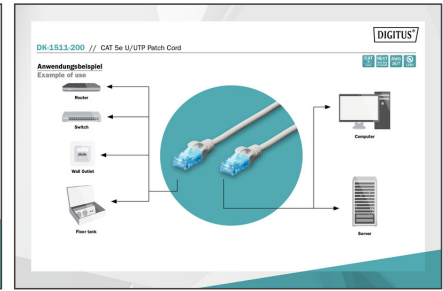 DIGITUS®
DK-1511-200 // CAT 5e U/UTP Patch Cord
Anwendungsbeispiel
Example of use
Router
Switch
Wall Outlet
Floor tank
Computer
Server